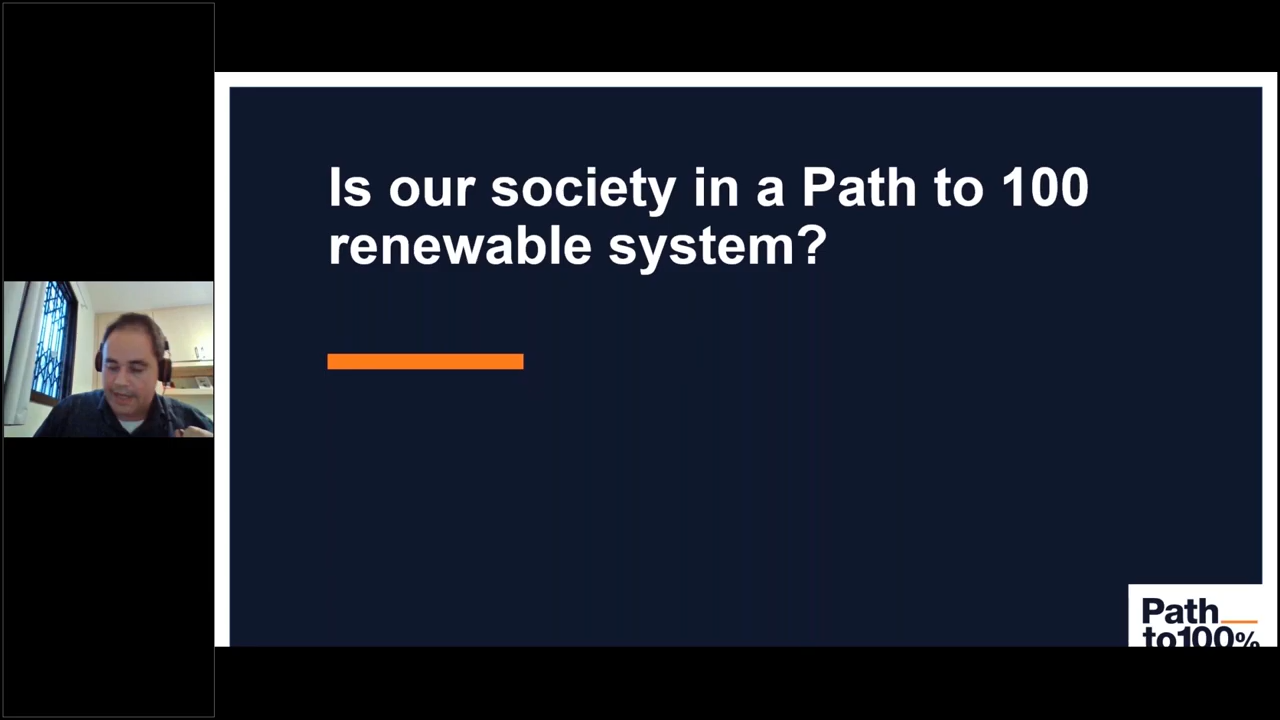 Is our society in a Path to 100
renewable system?
Path
to100%